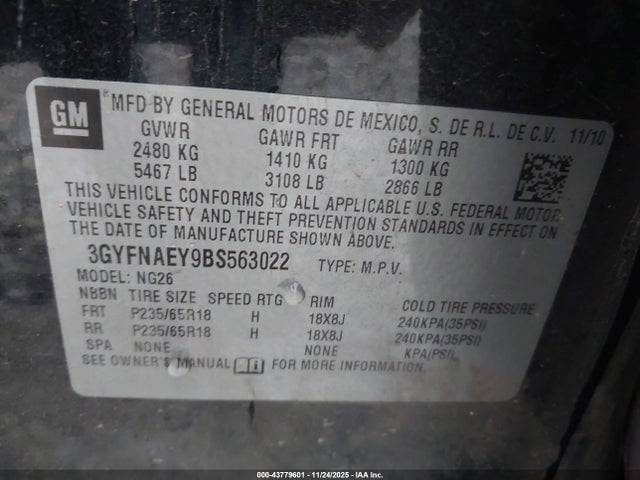 GM ® MFD BY GENERAL MOTORS DE MEXICO, S. DE R.L. DE C.V. 11/10
GVWR GAWR FRT GAWR RR
2480 KG 1410 KG 1300 KG
5467 LB 3108 LB 2866 LB
THIS VEHICLE CONFORMS TO ALL APPLICABLE U.S. FEDERAL MOTOR
VEHICLE SAFETY AND THEFT PREVENTION STANDARDS IN EFFECT ON
THE DATE OF MANUFACTURE SHOWN ABOVE.
3GYFNAEY9BS563022 TYPE: M.P.V.
MODEL: NG26
NBBN TIRE SIZE SPEED RTG RIM COLD TIRE PRESSURE
FRT P235/65R18 H 18X8J 240KPA(35PSI)
RR P235/65R18 H 18X8J 240KPA(35PSI)
SPA NONE NONE KPA(PSI)
SEE OWNER'S MANUAL FOR MORE INFORMATION
000-43779601 - 11/24/2025 - IAA Inc.